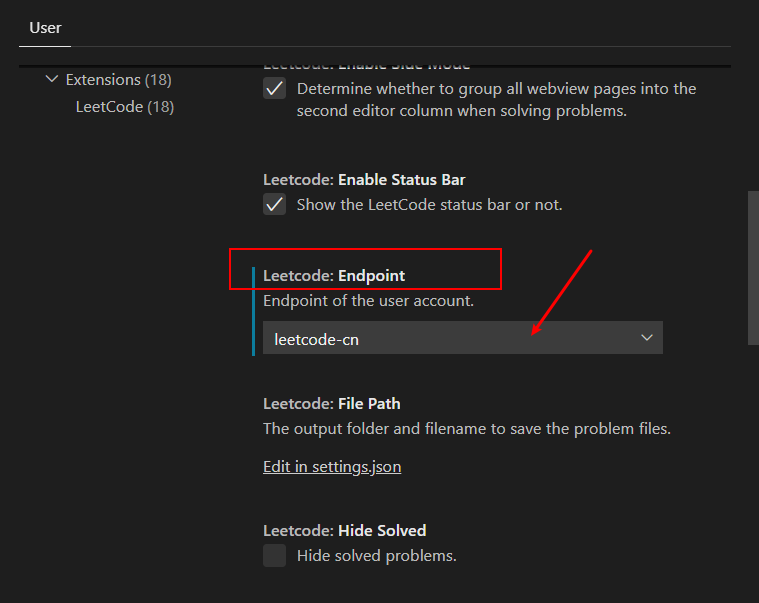 User
Extensions (18)
LeetCode (18)
Leetcode: Enable Side Mode
Determine whether to group all webview pages into the
second editor column when solving problems.
Leetcode: Enable Status Bar
Show the LeetCode status bar or not.
Leetcode: Endpoint
Endpoint of the user account.
leetcode-cn
Leetcode: File Path
The output folder and filename to save the problem files.
Edit in settings.json
Leetcode: Hide Solved
Hide solved problems.